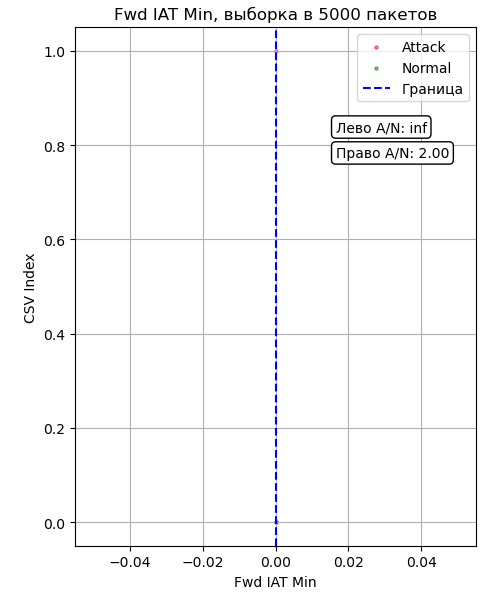 Fwd IAT Min, выборка в 5000 пакетов
Attack
Normal
Граница
Лево A/N: inf
Право A/N: 2.00
1.0
0.8
0.6
0.4
0.2
0.0
CSV Index
−0.04
−0.02
0.00
0.02
0.04
Fwd IAT Min